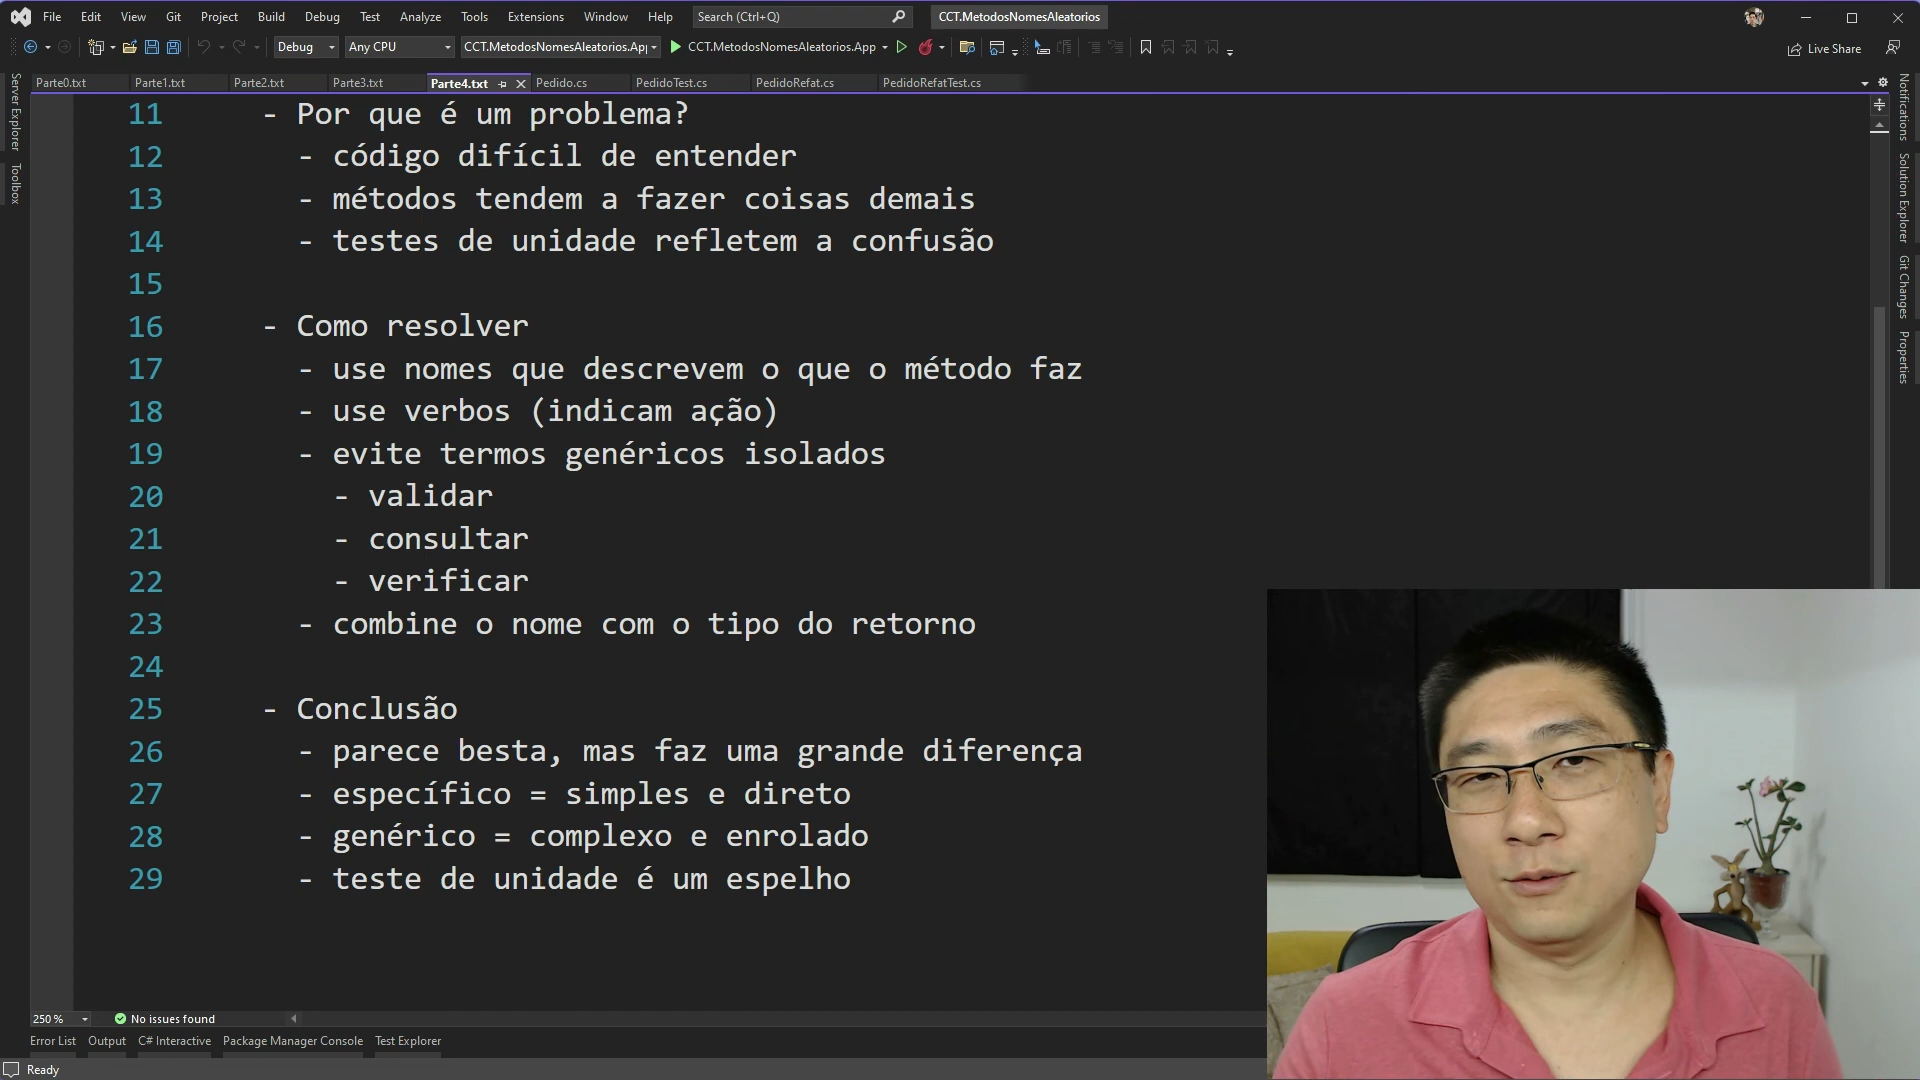 File Edit View Git Project Build Debug Test Analyze Tools Extensions Window Help Search (Ctrl+Q) CCT.MetodosNomesAleatorios
Debug Any CPU CCT.MetodosNomesAleatorios.Ap CCT.MetodosNomesAleatorios.App Live Share
Parte0.txt Parte1.txt Parte2.txt Parte3.txt Parte4.txt Pedido.cs PedidoTest.cs PedidoRefat.cs PedidoRefatTest.cs
Server Explorer
Toolbox
11 - Por que é um problema?
12 - código difícil de entender
13 - métodos tendem a fazer coisas demais
14 - testes de unidade refletem a confusão
15
16 - Como resolver
17 - use nomes que descrevem o que o método faz
18 - use verbos (indicam ação)
19 - evite termos genéricos isolados
20 - validar
21 - consultar
22 - verificar
23 - combine o nome com o tipo do retorno
24
25 - Conclusão
26 - parece besta, mas faz uma grande diferença
27 - específico = simples e direto
28 - genérico = complexo e enrolado
29 - teste de unidade é um espelho
Notifications
Solution Explorer
Git Changes
Properties
250 % No issues found
Error List Output C# Interactive Package Manager Console Test Explorer
Ready